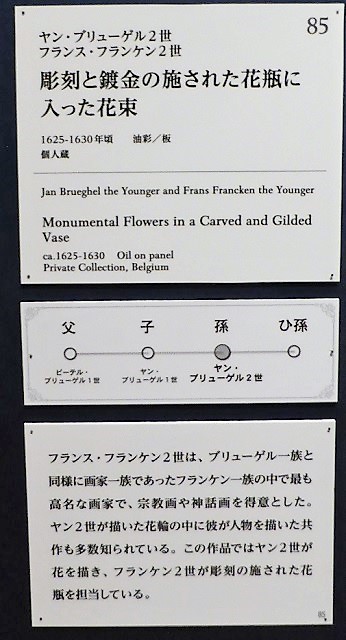 85
ヤン・ブリューゲル2世
フランス・フランケン2世
彫刻と鍍金の施された花瓶に
入った花束
1625-1630年頃　油彩／板
個人蔵
Jan Brueghel the Younger and Frans Francken the Younger
Monumental Flowers in a Carved and Gilded
Vase
ca.1625-1630 Oil on panel
Private Collection, Belgium
父　子　孫　ひ孫
ピーテル・　ヤン・　ヤン・
ブリューゲル1世　ブリューゲル1世　ブリューゲル2世
フランス・フランケン2世は、ブリューゲル一族と
同様に画家一族であったフランケン一族の中で最も
高名な画家で、宗教画や神話画を得意とした。
ヤン2世が描いた花輪の中に彼が人物を描いた共
作も多数知られている。この作品ではヤン2世が
花を描き、フランケン2世が彫刻の施された花
瓶を担当している。
85